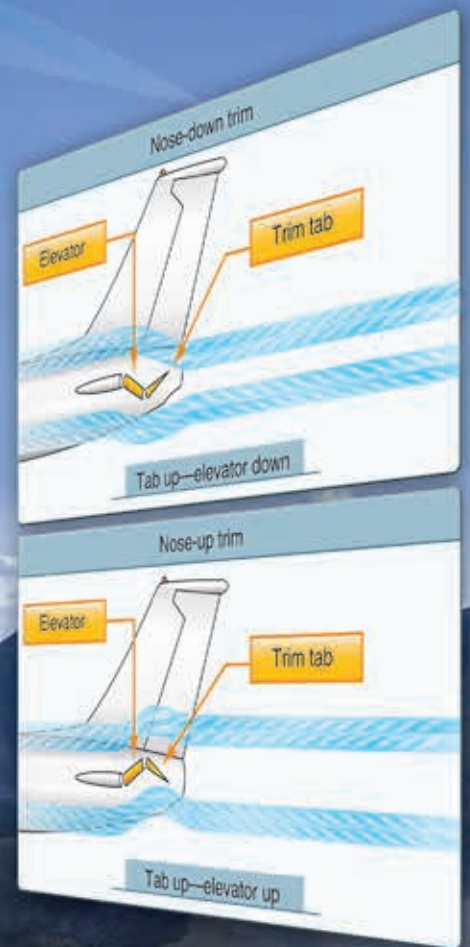 Nose-down trim
Elevator
Trim tab
Tab up—elevator down
Nose-up trim
Elevator
Trim tab
Tab up—elevator up